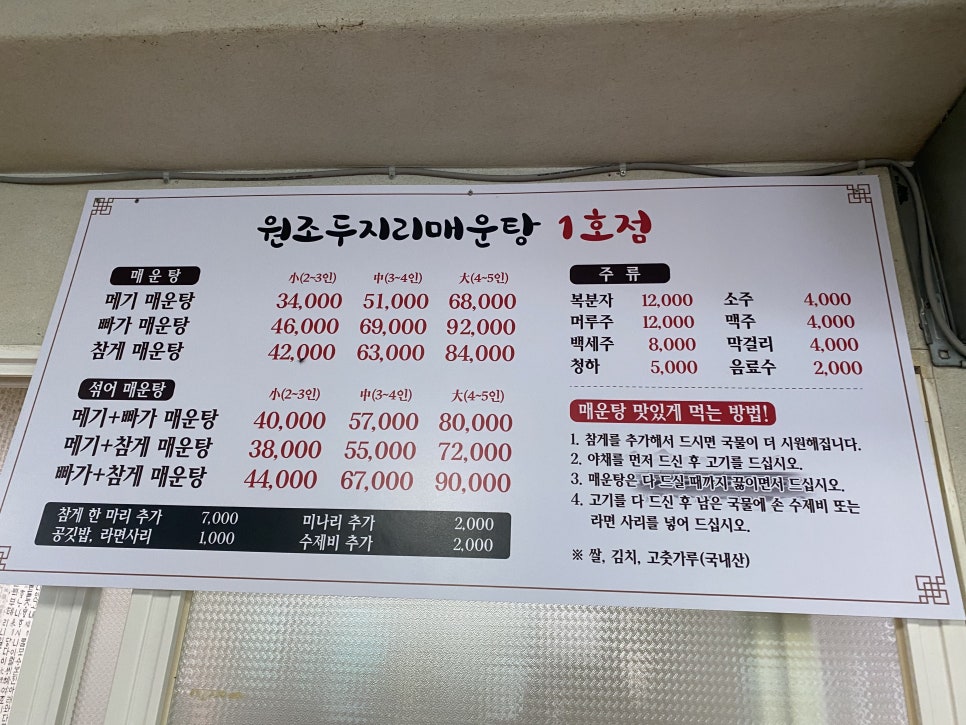 원조두지리매운탕 1호점
매운탕 小(2~3인) 中(3~4인) 大(4~5인)
메기 매운탕 34,000 51,000 68,000
빠가 매운탕 46,000 69,000 92,000
참게 매운탕 42,000 63,000 84,000
섞어 매운탕 小(2~3인) 中(3~4인) 大(4~5인)
메기+빠가 매운탕 40,000 57,000 80,000
메기+참게 매운탕 38,000 55,000 72,000
빠가+참게 매운탕 44,000 67,000 90,000
참게 한 마리 추가 7,000 미나리 추가 2,000
공깃밥, 라면사리 1,000 수제비 추가 2,000
주류
복분자 12,000 소주 4,000
머루주 12,000 맥주 4,000
백세주 8,000 막걸리 4,000
청하 5,000 음료수 2,000
매운탕 맛있게 먹는 방법!
1. 참게를 추가해서 드시면 국물이 더 시원해집니다.
2. 야채를 먼저 드신 후 고기를 드십시오.
3. 매운탕은 다 드실 때까지 끓이면서 드십시오.
4. 고기를 다 드신 후 남은 국물에 손 수제비 또는
라면 사리를 넣어 드십시오.
※ 쌀, 김치, 고춧가루(국내산)